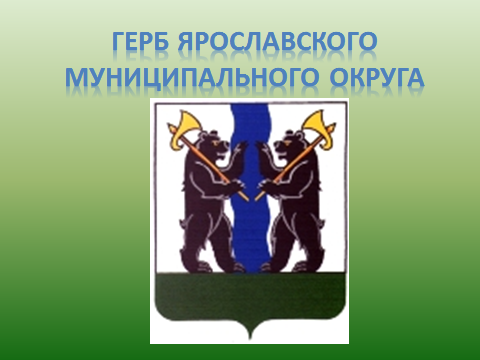 ГЕРБ ЯРОСЛАВСКОГО
МУНИЦИПАЛЬНОГО ОКРУГА